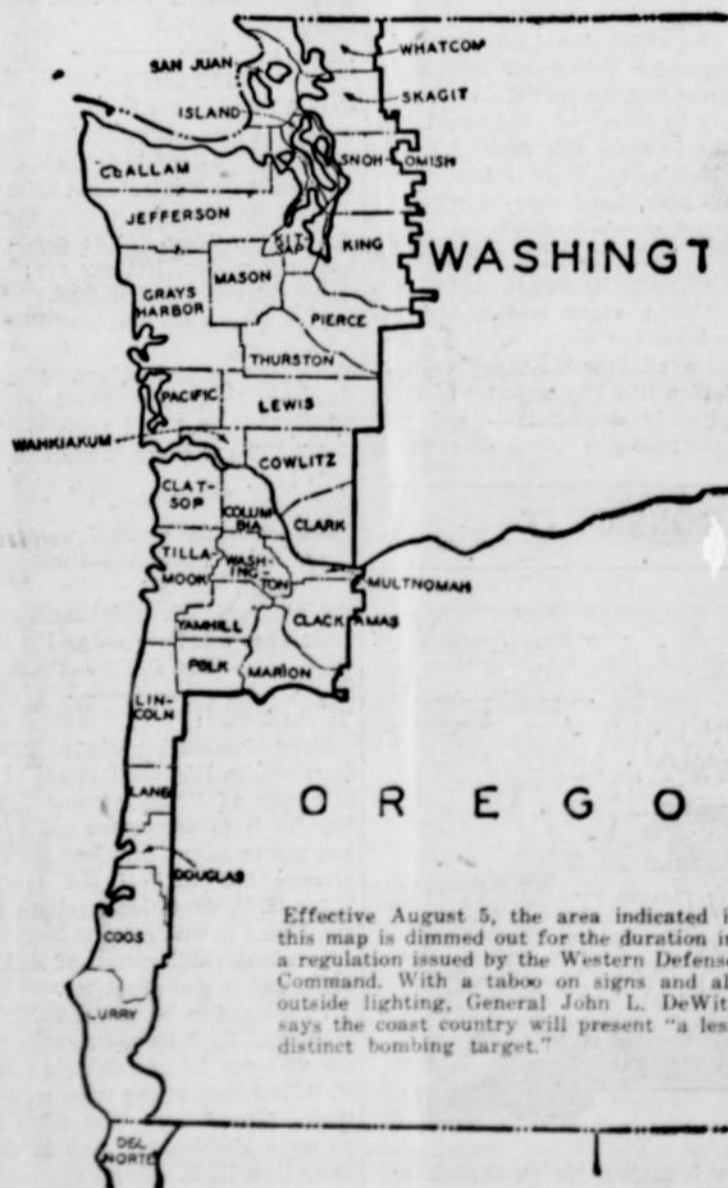 WHATCOM
SAN JUAN
SKAGIT
ISLAND
SNOH-OMISH
CLALLAM
JEFFERSON
KING
WASHINGT
MASON
GRAYS
HARBOR
PIERCE
THURSTON
PACIFIC
LEWIS
WAHKIAKUM
COWLITZ
CLAT-
SOP
COLUM
BIA
CLARK
TILLA
MOOK
WASH-
ING-
TON
MULTNOMAH
YAMHILL
CLACKAMAS
POLK
MARION
LIN-
COLN
LANE
OREGO
DOUGLAS
COOS
CURRY
DEL
NORTE
Effective August 5, the area indicated i
this map is dimmed out for the duration in
a regulation issued by the Western Defense
Command. With a taboo on signs and al
outside lighting, General John L. DeWit
says the coast country will present "a les
distinct bombing target."